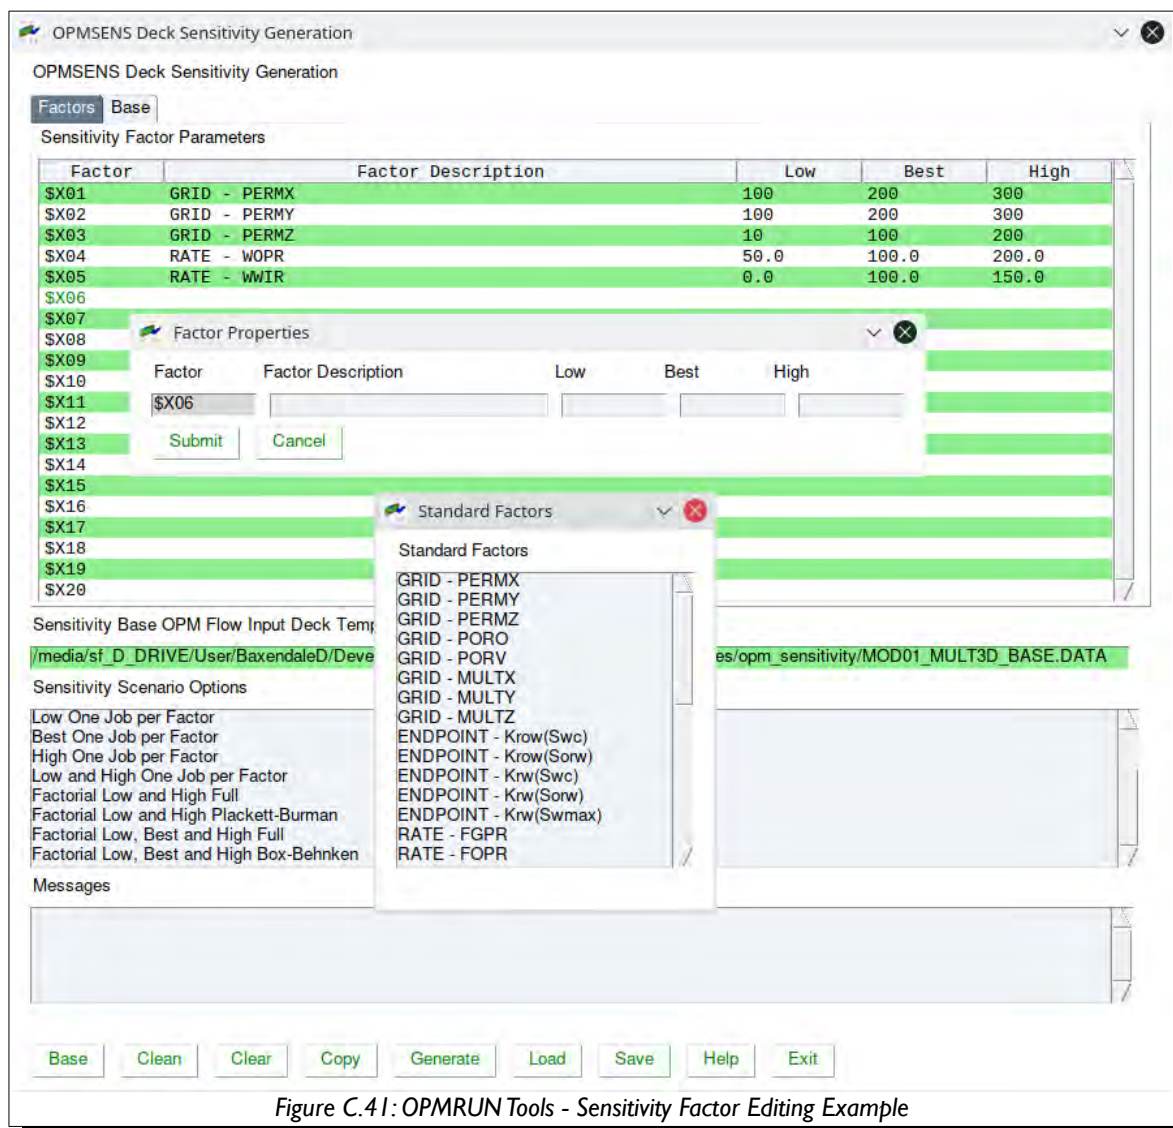 OPMSENS Deck Sensitivity Generation
OPMSENS Deck Sensitivity Generation
Factors Base
Sensitivity Factor Parameters
Factor Factor Description Low Best High
$X01 GRID - PERMX 100 200 300
$X02 GRID - PERMY 100 200 300
$X03 GRID - PERMZ 10 100 200
$X04 RATE - WOPR 50.0 100.0 200.0
$X05 RATE - WWIR 0.0 100.0 150.0
$X06
$X07
$X08
$X09
$X10
$X11
$X12
$X13
$X14
$X15
$X16
$X17
$X18
$X19
$X20
Factor Properties
Factor Factor Description Low Best High
$X06
Submit Cancel
Standard Factors
Standard Factors
GRID - PERMX
GRID - PERMY
GRID - PERMZ
GRID - PORO
GRID - PORV
GRID - MULTX
GRID - MULTY
GRID - MULTZ
ENDPOINT - Krow(Swc)
ENDPOINT - Krow(Sorw)
ENDPOINT - Krw(Swc)
ENDPOINT - Krw(Sorw)
ENDPOINT - Krw(Swmax)
RATE - FGPR
RATE - FOPR
Sensitivity Base OPM Flow Input Deck Temp
/media/sf_D_DRIVE/User/BaxendaleD/Deve es/opm_sensitivity/MOD01_MULT3D_BASE.DATA
Sensitivity Scenario Options
Low One Job per Factor
Best One Job per Factor
High One Job per Factor
Low and High One Job per Factor
Factorial Low and High Full
Factorial Low and High Plackett-Burman
Factorial Low, Best and High Full
Factorial Low, Best and High Box-Behnken
Messages
Base Clean Clear Copy Generate Load Save Help Exit
Figure C.41: OPMRUN Tools - Sensitivity Factor Editing Example